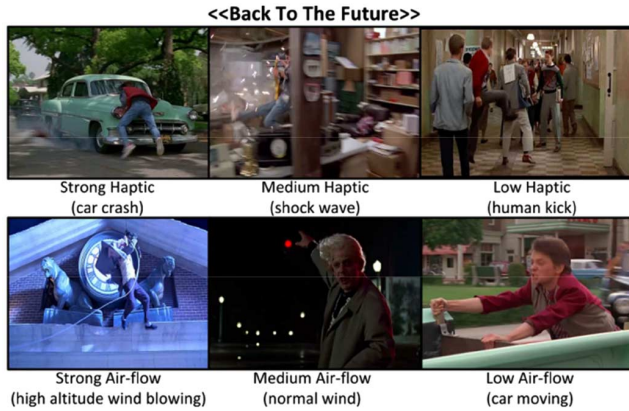 <<Back To The Future>>
Strong Haptic
(car crash)
Medium Haptic
(shock wave)
Low Haptic
(human kick)
Strong Air-flow
(high altitude wind blowing)
Medium Air-flow
(normal wind)
Low Air-flow
(car moving)